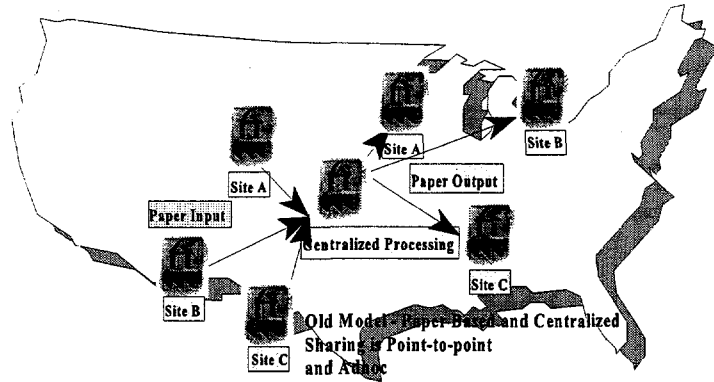 Site A
Site B
Site A
Paper Output
Paper Input
Centralized Processing
Site B
Site C
Site C
Old Model - Paper Based and Centralized
Sharing is Point-to-point
and Adhoc